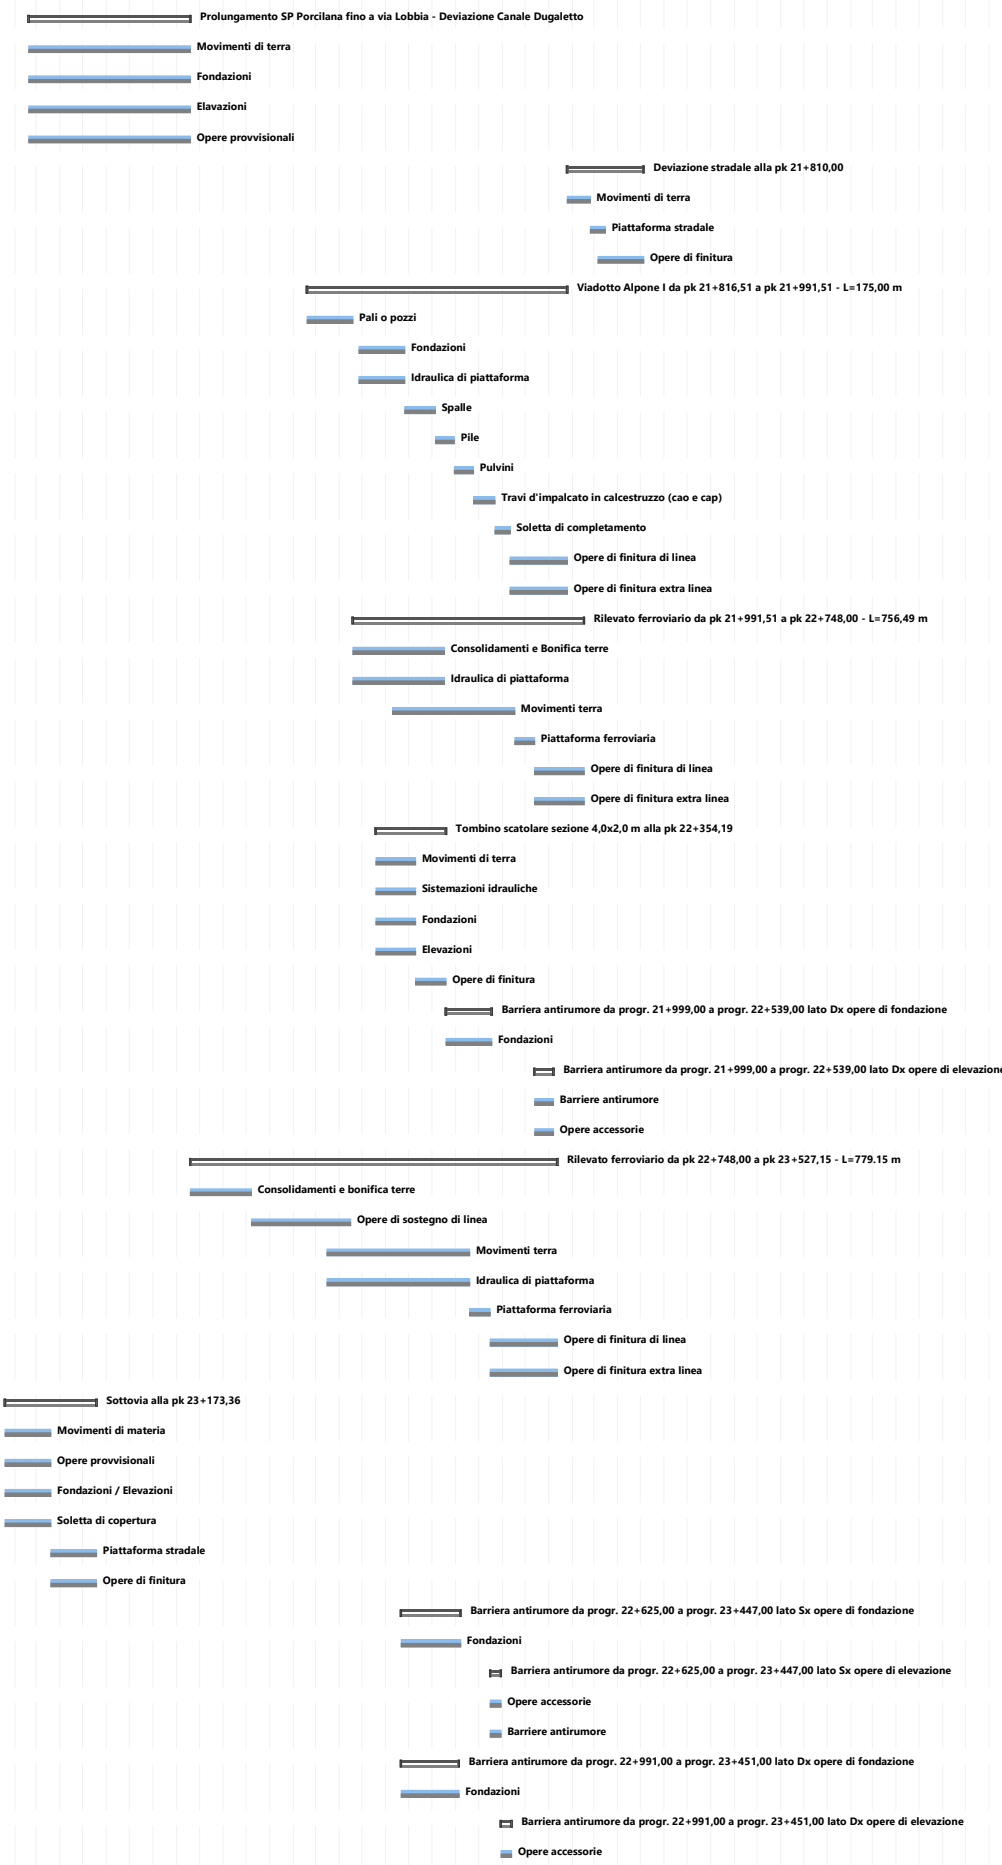 Prolungamento SP Porcilana fino a via Lobbia - Deviazione Canale Dugaletto
Movimenti di terra
Fondazioni
Elavazioni
Opere provvisionali
Deviazione stradale alla pk 21+810,00
Movimenti di terra
Piattaforma stradale
Opere di finitura
Viadotto Alpone I da pk 21+816,51 a pk 21+991,51 - L=175,00 m
Pali o pozzi
Fondazioni
Idraulica di piattaforma
Spalle
Pile
Pulvini
Travi d'impalcato in calcestruzzo (cao e cap)
Soletta di completamento
Opere di finitura di linea
Opere di finitura extra linea
Rilevato ferroviario da pk 21+991,51 a pk 22+748,00 - L=756,49 m
Consolidamenti e Bonifica terre
Idraulica di piattaforma
Movimenti terra
Piattaforma ferroviaria
Opere di finitura di linea
Opere di finitura extra linea
Tombino scatolare sezione 4,0x2,0 m alla pk 22+354,19
Movimenti di terra
Sistemazioni idrauliche
Fondazioni
Elevazioni
Opere di finitura
Barriera antirumore da progr. 21+999,00 a progr. 22+539,00 lato Dx opere di fondazione
Fondazioni
Barriera antirumore da progr. 21+999,00 a progr. 22+539,00 lato Dx opere di elevazione
Barriere antirumore
Opere accessorie
Rilevato ferroviario da pk 22+748,00 a pk 23+527,15 - L=779.15 m
Consolidamenti e bonifica terre
Opere di sostegno di linea
Movimenti terra
Idraulica di piattaforma
Piattaforma ferroviaria
Opere di finitura di linea
Opere di finitura extra linea
Sottovia alla pk 23+173,36
Movimenti di materia
Opere provvisionali
Fondazioni / Elevazioni
Soletta di copertura
Piattaforma stradale
Opere di finitura
Barriera antirumore da progr. 22+625,00 a progr. 23+447,00 lato Sx opere di fondazione
Fondazioni
Barriera antirumore da progr. 22+625,00 a progr. 23+447,00 lato Sx opere di elevazione
Opere accessorie
Barriere antirumore
Barriera antirumore da progr. 22+991,00 a progr. 23+451,00 lato Dx opere di fondazione
Fondazioni
Barriera antirumore da progr. 22+991,00 a progr. 23+451,00 lato Dx opere di elevazione
Opere accessorie